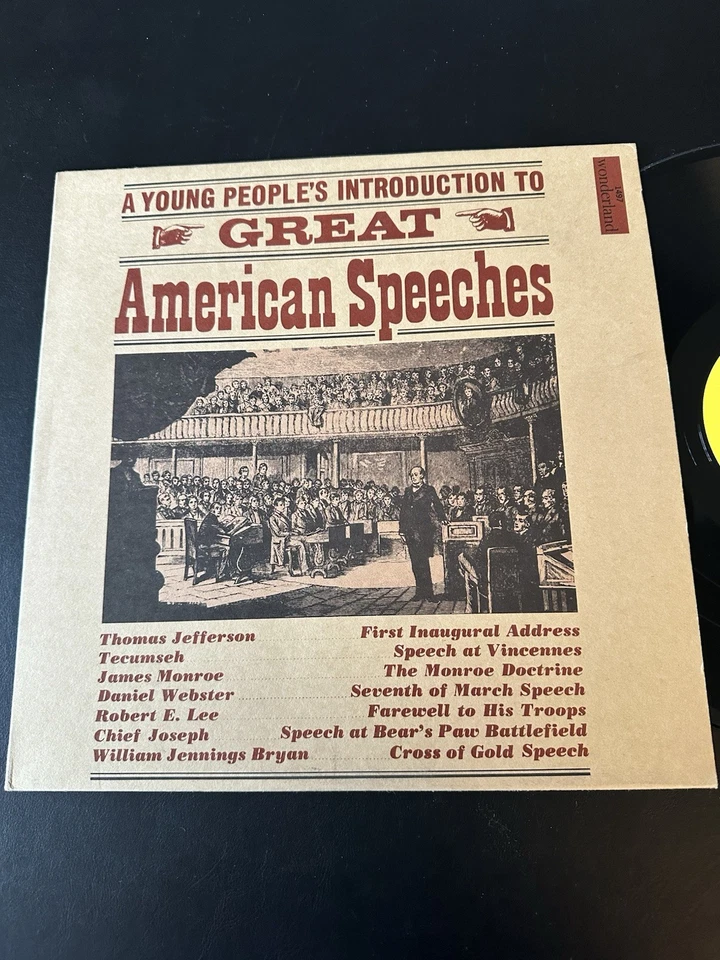 A YOUNG PEOPLE'S INTRODUCTION TO
GREAT
American Speeches
1497
wonderland
Thomas Jefferson First Inaugural Address
Tecumseh Speech at Vincennes
James Monroe The Monroe Doctrine
Daniel Webster Seventh of March Speech
Robert E. Lee Farewell to His Troops
Chief Joseph Speech at Bear's Paw Battlefield
William Jennings Bryan Cross of Gold Speech